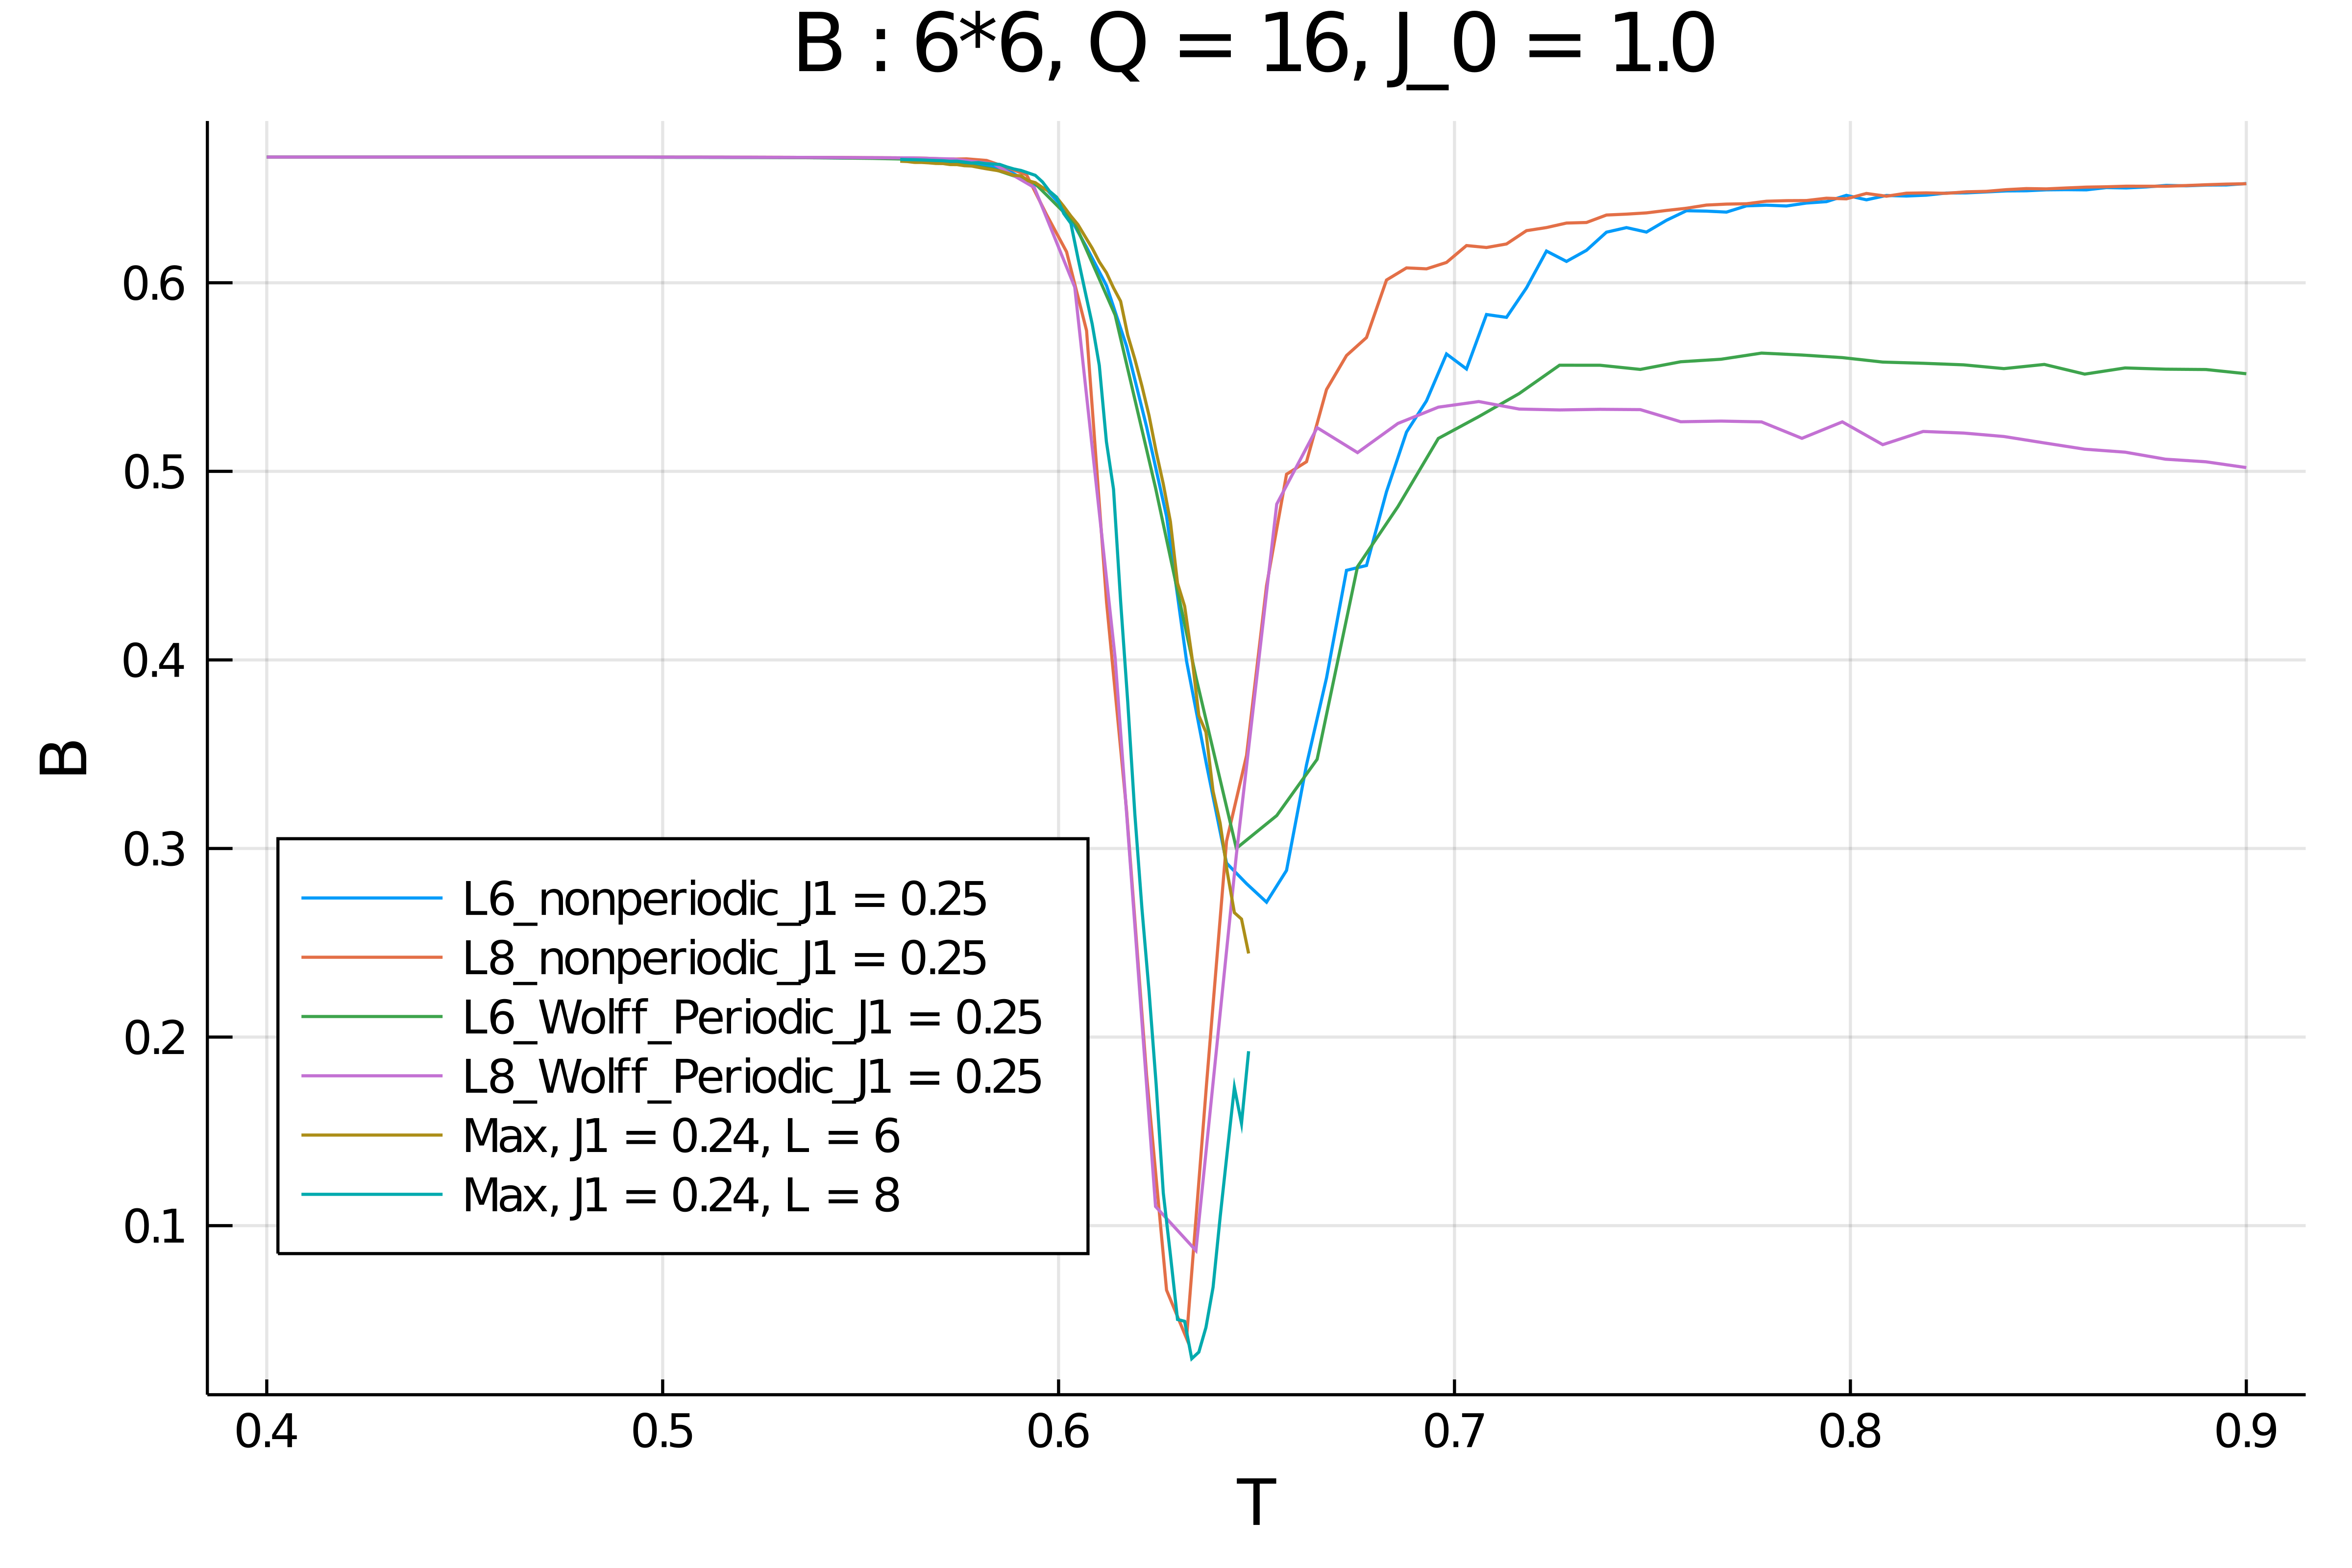 B : 6*6, Q = 16, J_0 = 1.0
0.6
0.5
0.4
0.3
0.2
0.1
B
L6_nonperiodic_J1 = 0.25
L8_nonperiodic_J1 = 0.25
L6_Wolff_Periodic_J1 = 0.25
L8_Wolff_Periodic_J1 = 0.25
Max, J1 = 0.24, L = 6
Max, J1 = 0.24, L = 8
0.4 0.5 0.6 0.7 0.8 0.9
T